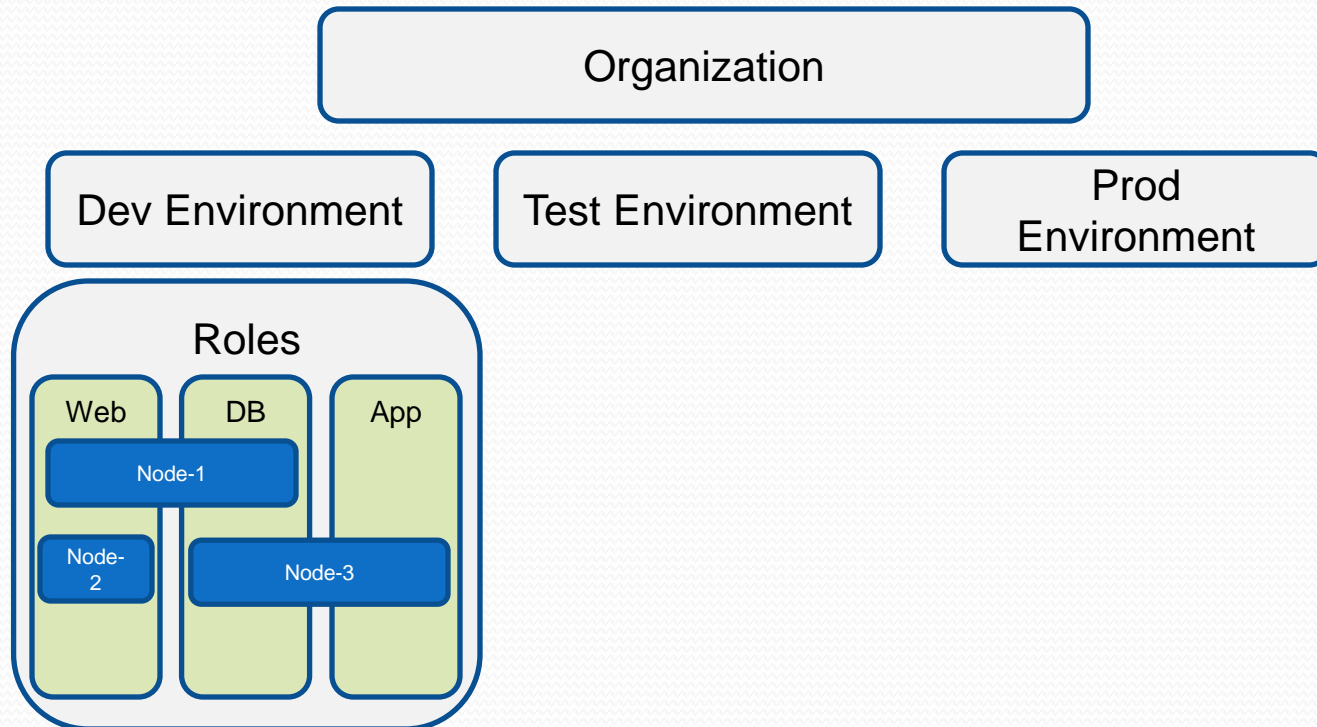 Organization
Dev Environment
Test Environment
Prod
Environment
Roles
Web
DB
App
Node-1
Node-
2
Node-3